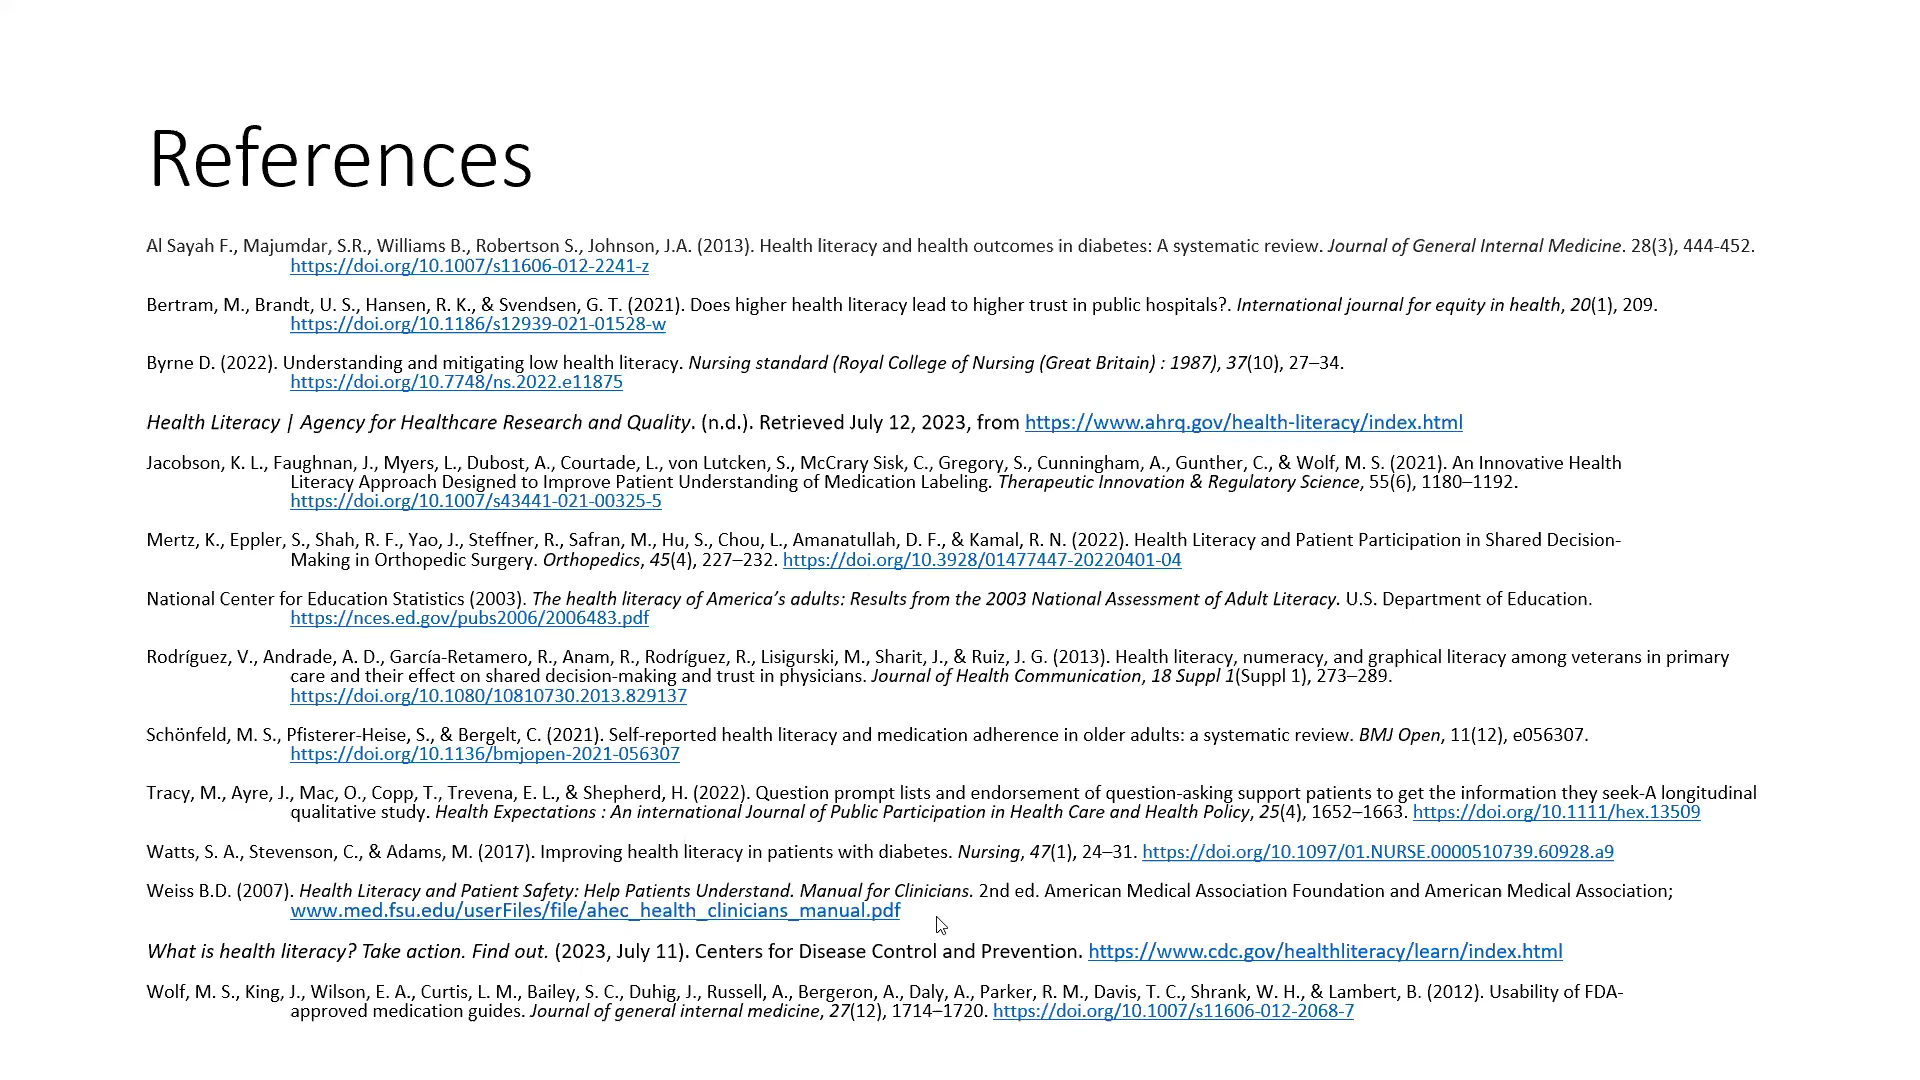 References
Al Sayah F., Majumdar, S.R., Williams B., Robertson S., Johnson, J.A. (2013). Health literacy and health outcomes in diabetes: A systematic review. Journal of General Internal Medicine. 28(3), 444-452.
https://doi.org/10.1007/s11606-012-2241-z
Bertram, M., Brandt, U. S., Hansen, R. K., & Svendsen, G. T. (2021). Does higher health literacy lead to higher trust in public hospitals?. International journal for equity in health, 20(1), 209.
https://doi.org/10.1186/s12939-021-01528-w
Byrne D. (2022). Understanding and mitigating low health literacy. Nursing standard (Royal College of Nursing (Great Britain) : 1987), 37(10), 27–34.
https://doi.org/10.7748/ns.2022.e11875
Health Literacy | Agency for Healthcare Research and Quality. (n.d.). Retrieved July 12, 2023, from https://www.ahrq.gov/health-literacy/index.html
Jacobson, K. L., Faughnan, J., Myers, L., Dubost, A., Courtade, L., von Lutcken, S., McCrary Sisk, C., Gregory, S., Cunningham, A., Gunther, C., & Wolf, M. S. (2021). An Innovative Health
Literacy Approach Designed to Improve Patient Understanding of Medication Labeling. Therapeutic Innovation & Regulatory Science, 55(6), 1180–1192.
https://doi.org/10.1007/s43441-021-00325-5
Mertz, K., Eppler, S., Shah, R. F., Yao, J., Steffner, R., Safran, M., Hu, S., Chou, L., Amanatullah, D. F., & Kamal, R. N. (2022). Health Literacy and Patient Participation in Shared Decision-
Making in Orthopedic Surgery. Orthopedics, 45(4), 227–232. https://doi.org/10.3928/01477447-20220401-04
National Center for Education Statistics (2003). The health literacy of America’s adults: Results from the 2003 National Assessment of Adult Literacy. U.S. Department of Education.
https://nces.ed.gov/pubs2006/2006483.pdf
Rodríguez, V., Andrade, A. D., García-Retamero, R., Anam, R., Rodríguez, R., Lisigurski, M., Sharit, J., & Ruiz, J. G. (2013). Health literacy, numeracy, and graphical literacy among veterans in primary
care and their effect on shared decision-making and trust in physicians. Journal of Health Communication, 18 Suppl 1(Suppl 1), 273–289.
https://doi.org/10.1080/10810730.2013.829137
Schönfeld, M. S., Pfisterer-Heise, S., & Bergelt, C. (2021). Self-reported health literacy and medication adherence in older adults: a systematic review. BMJ Open, 11(12), e056307.
https://doi.org/10.1136/bmjopen-2021-056307
Tracy, M., Ayre, J., Mac, O., Copp, T., Trevena, E. L., & Shepherd, H. (2022). Question prompt lists and endorsement of question-asking support patients to get the information they seek-A longitudinal
qualitative study. Health Expectations : An international Journal of Public Participation in Health Care and Health Policy, 25(4), 1652–1663. https://doi.org/10.1111/hex.13509
Watts, S. A., Stevenson, C., & Adams, M. (2017). Improving health literacy in patients with diabetes. Nursing, 47(1), 24–31. https://doi.org/10.1097/01.NURSE.0000510739.60928.a9
Weiss B.D. (2007). Health Literacy and Patient Safety: Help Patients Understand. Manual for Clinicians. 2nd ed. American Medical Association Foundation and American Medical Association;
www.med.fsu.edu/userFiles/file/ahec_health_clinicians_manual.pdf
What is health literacy? Take action. Find out. (2023, July 11). Centers for Disease Control and Prevention. https://www.cdc.gov/healthliteracy/learn/index.html
Wolf, M. S., King, J., Wilson, E. A., Curtis, L. M., Bailey, S. C., Duhig, J., Russell, A., Bergeron, A., Daly, A., Parker, R. M., Davis, T. C., Shrank, W. H., & Lambert, B. (2012). Usability of FDA-
approved medication guides. Journal of general internal medicine, 27(12), 1714–1720. https://doi.org/10.1007/s11606-012-2068-7